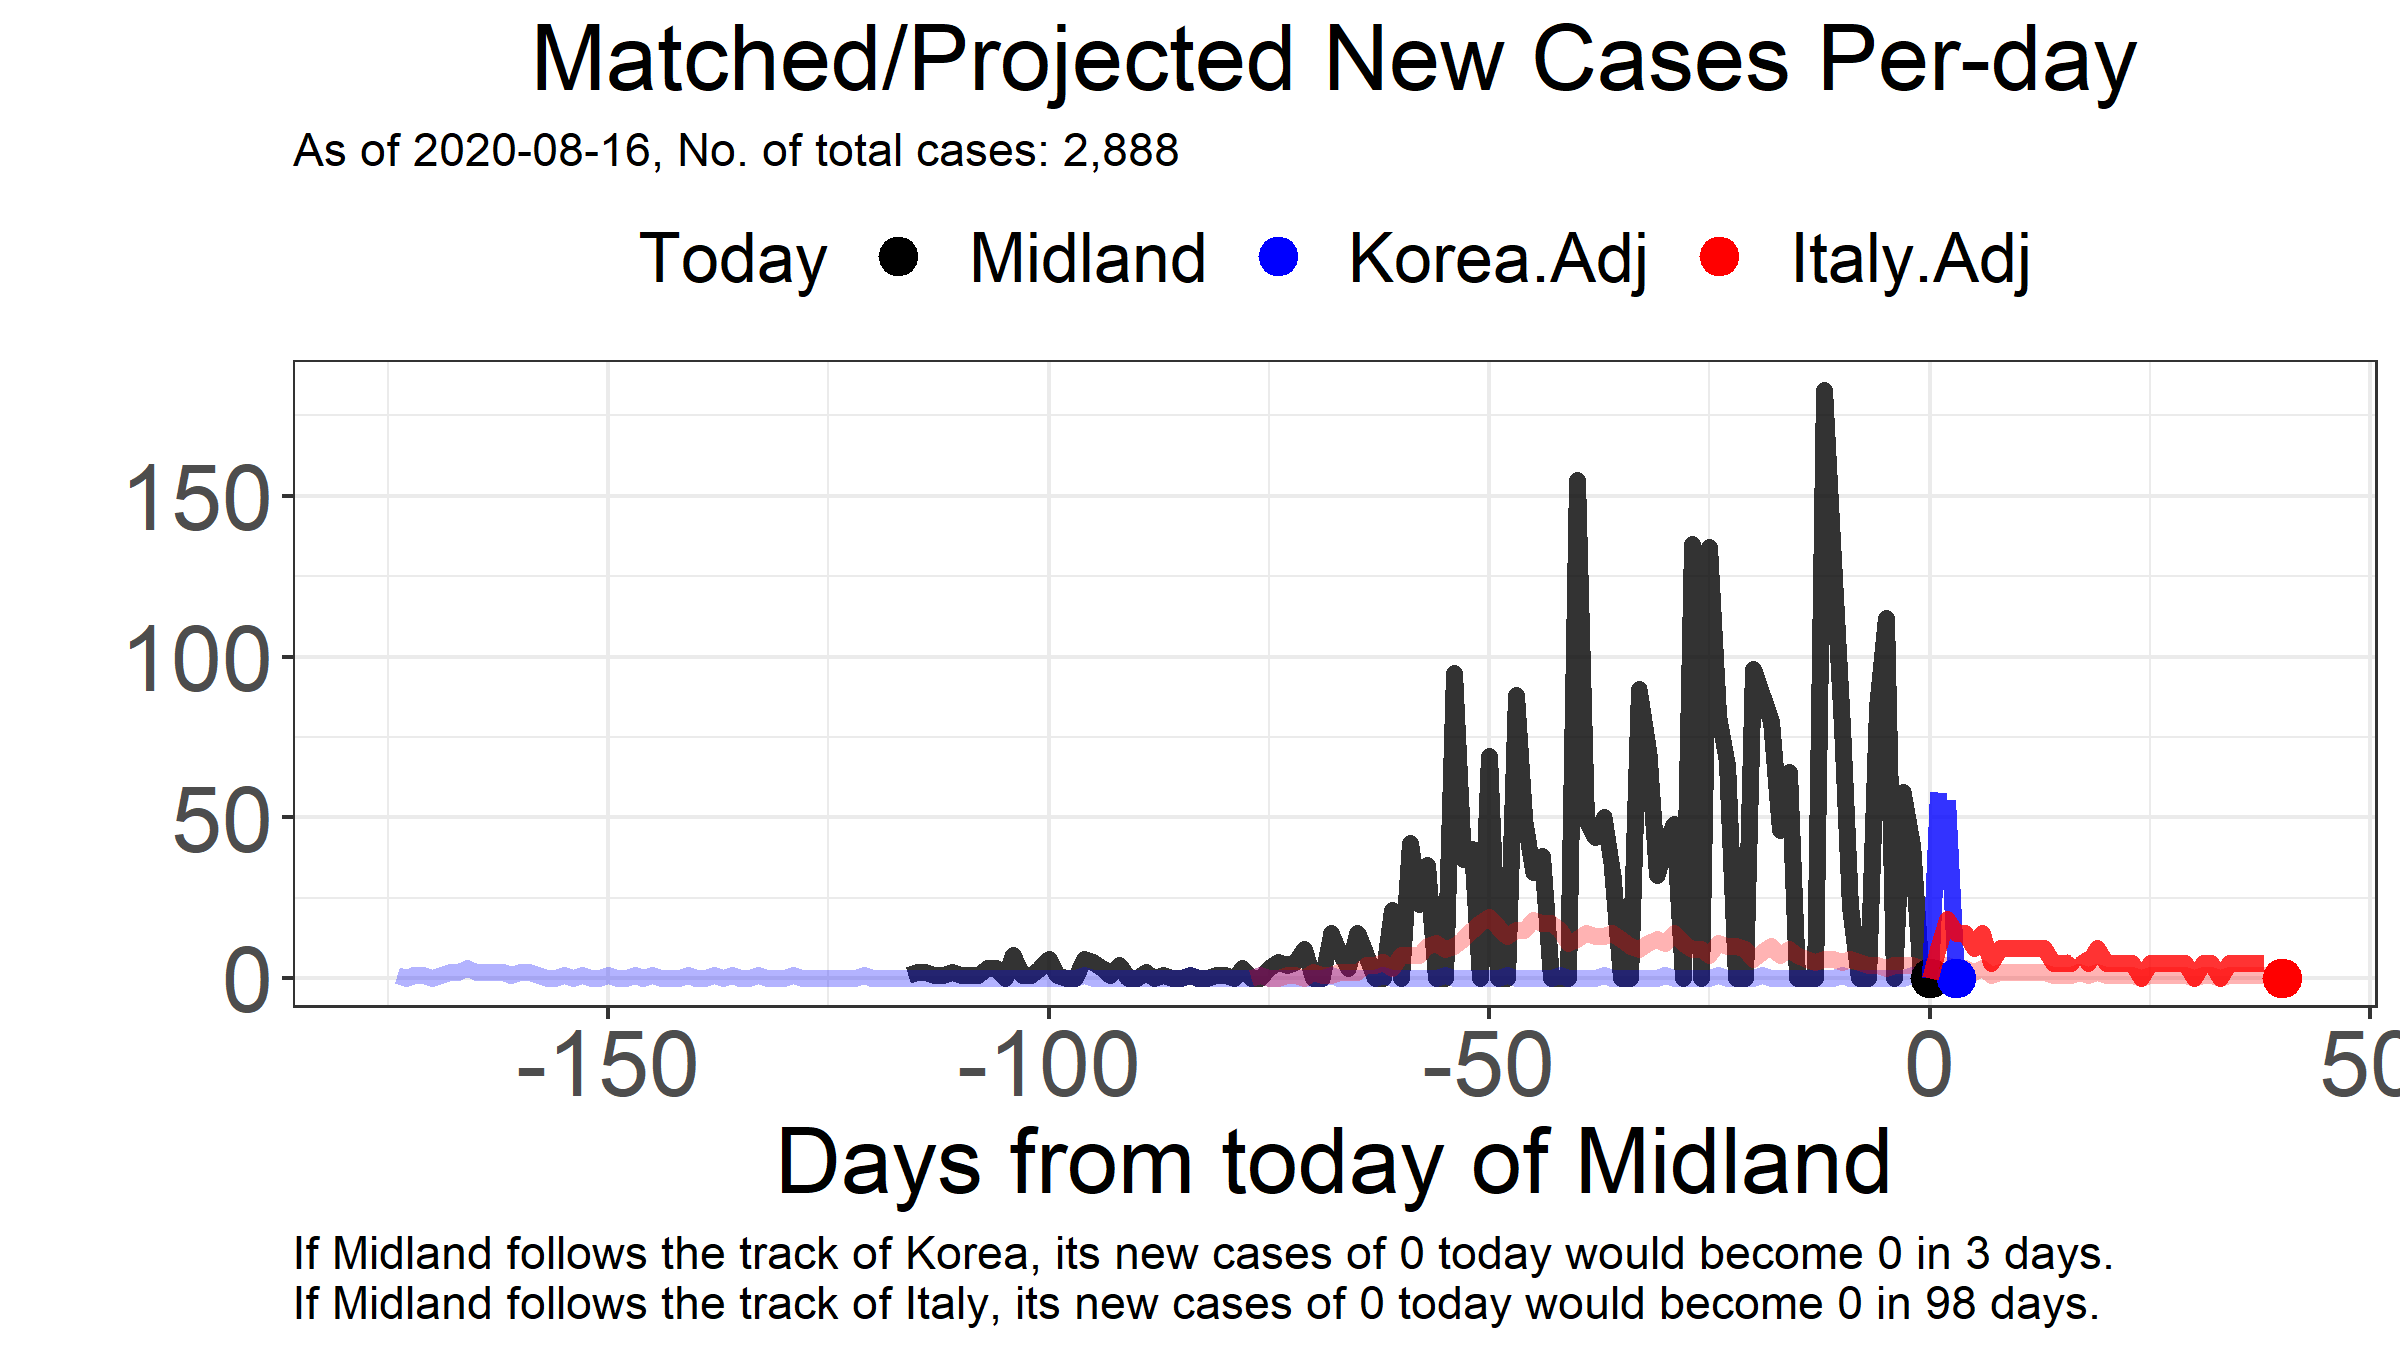 Matched/Projected New Cases Per-day
As of 2020-08-16, No. of total cases: 2,888
Today Midland Korea.Adj Italy.Adj
150
100
50
0
-150 -100 -50 0 50
Days from today of Midland
If Midland follows the track of Korea, its new cases of 0 today would become 0 in 3 days.
If Midland follows the track of Italy, its new cases of 0 today would become 0 in 98 days.